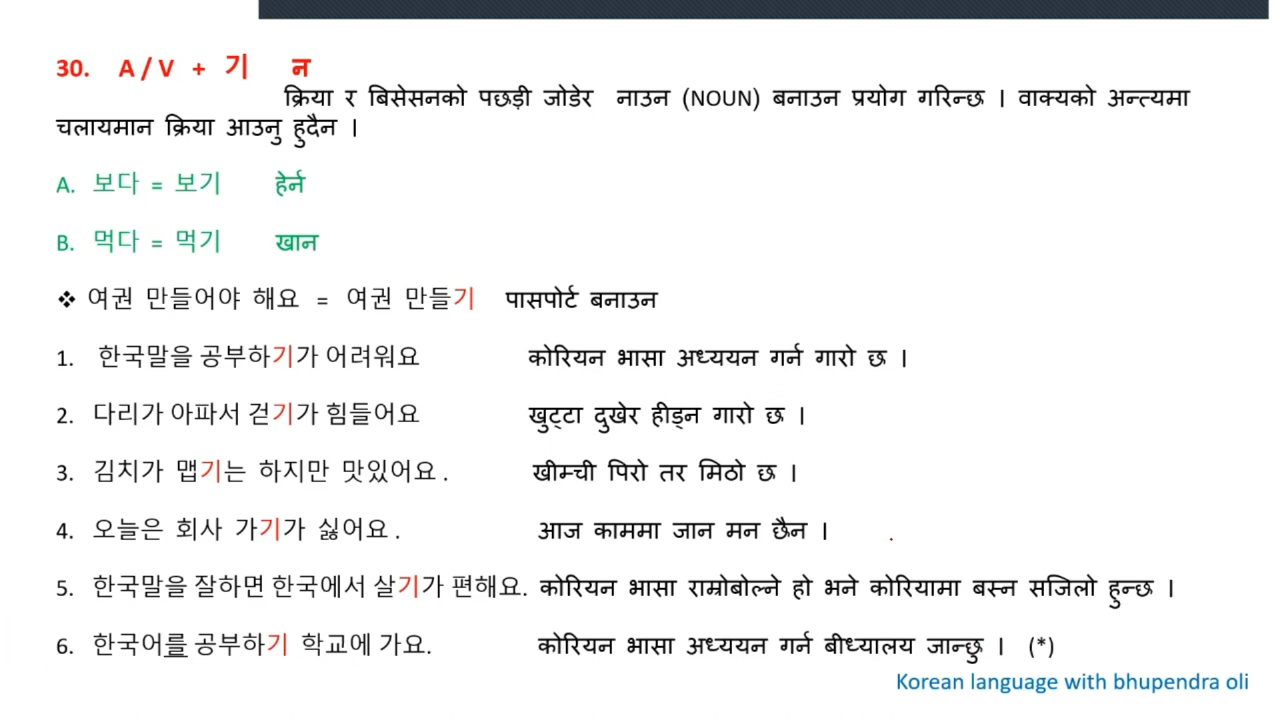 30. A / V + 기 न
क्रिया र बिसेसनको पछड़ी जोडेर नाउन (NOUN) बनाउन प्रयोग गरिन्छ । वाक्यको अन्त्यमा
चलायमान क्रिया आउनु हुदैन ।
A. 보다 = 보기 हेर्न
B. 먹다 = 먹기 खान
❖ 여권 만들어야 해요 = 여권 만들기 पासपोर्ट बनाउन
1. 한국말을 공부하기가 어려워요 कोरियन भासा अध्ययन गर्न गारो छ ।
2. 다리가 아파서 걷기가 힘들어요 खुट्टा दुखेर हीड्न गारो छ ।
3. 김치가 맵기는 하지만 맛있어요 . खीम्ची पिरो तर मिठो छ ।
4. 오늘은 회사 가기가 싫어요 . आज काममा जान मन छैन ।
5. 한국말을 잘하면 한국에서 살기가 편해요. कोरियन भासा राम्रोबोल्ने हो भने कोरियामा बस्न सजिलो हुन्छ ।
6. 한국어를 공부하기 학교에 가요. कोरियन भासा अध्ययन गर्न बीध्यालय जान्छु । (*)
Korean language with bhupendra oli